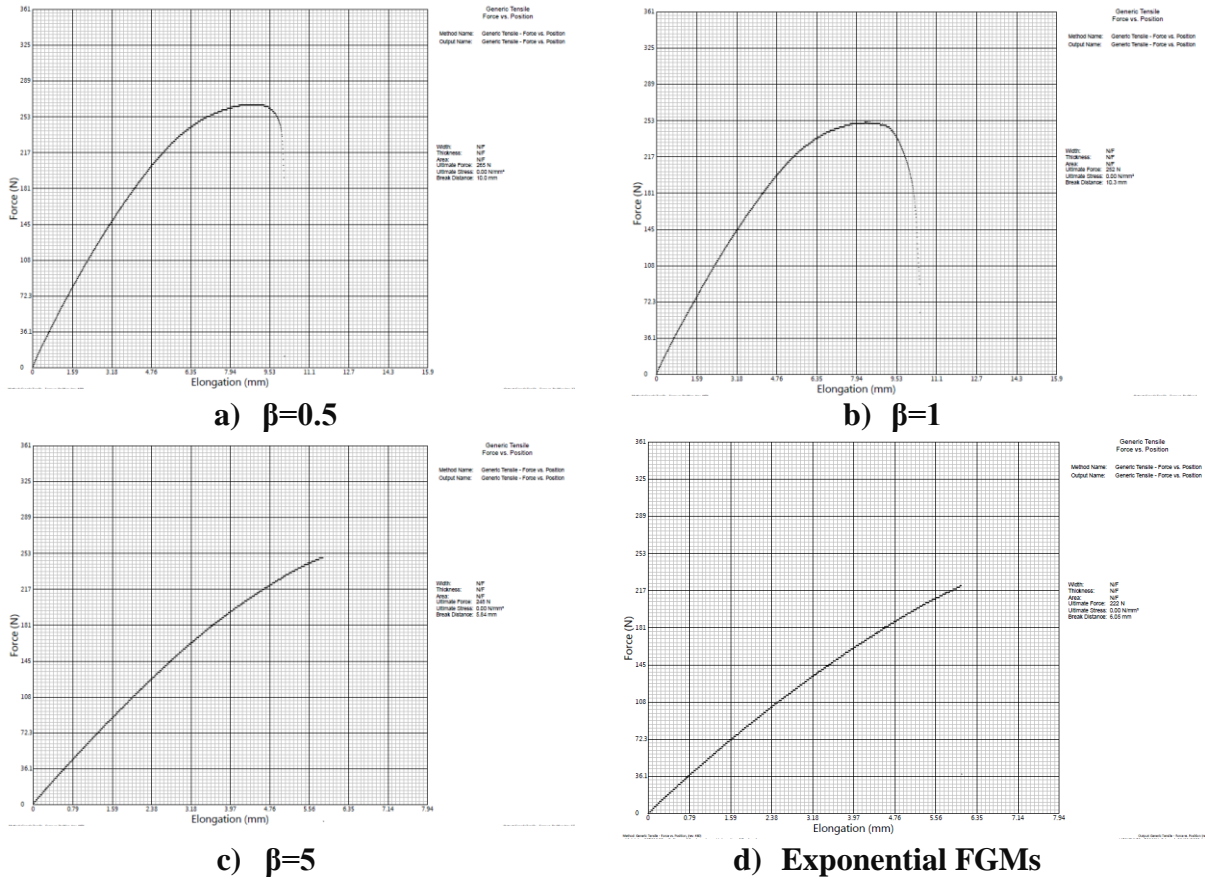 Generic Tensile
Force vs. Position
Method Name: Generic Tensile - Force vs. Position
Output Name: Generic Tensile - Force vs. Position
361
325
289
253
217
181
145
108
72.3
36.1
0
Force (N)
0 1.59 3.18 4.76 6.35 7.94 9.53 11.1 12.7 14.3 15.9
Elongation (mm)
Width: N/F
Thickness: N/F
Area: N/F
Ultimate Force: 265 N
Ultimate Stress: 0.00 N/mm²
Break Distance: 10.0 mm
a) β=0.5
Generic Tensile
Force vs. Position
Method Name: Generic Tensile - Force vs. Position
Output Name: Generic Tensile - Force vs. Position
361
325
289
253
217
181
145
108
72.3
36.1
0
Force (N)
0 1.59 3.18 4.76 6.35 7.94 9.53 11.1 12.7 14.3 15.9
Elongation (mm)
Width: N/F
Thickness: N/F
Area: N/F
Ultimate Force: 252 N
Ultimate Stress: 0.00 N/mm²
Break Distance: 10.3 mm
b) β=1
Generic Tensile
Force vs. Position
Method Name: Generic Tensile - Force vs. Position
Output Name: Generic Tensile - Force vs. Position
361
325
289
253
217
181
145
108
72.3
36.1
0
Force (N)
0 0.79 1.59 2.38 3.18 3.97 4.76 5.56 6.35 7.14 7.94
Elongation (mm)
Width: N/F
Thickness: N/F
Area: N/F
Ultimate Force: 248 N
Ultimate Stress: 0.00 N/mm²
Break Distance: 5.84 mm
c) β=5
Generic Tensile
Force vs. Position
Method Name: Generic Tensile - Force vs. Position
Output Name: Generic Tensile - Force vs. Position
361
325
289
253
217
181
145
108
72.3
36.1
0
Force (N)
0 0.79 1.59 2.38 3.18 3.97 4.76 5.56 6.35 7.14 7.94
Elongation (mm)
Width: N/F
Thickness: N/F
Area: N/F
Ultimate Force: 222 N
Ultimate Stress: 0.00 N/mm²
Break Distance: 6.05 mm
d) Exponential FGMs